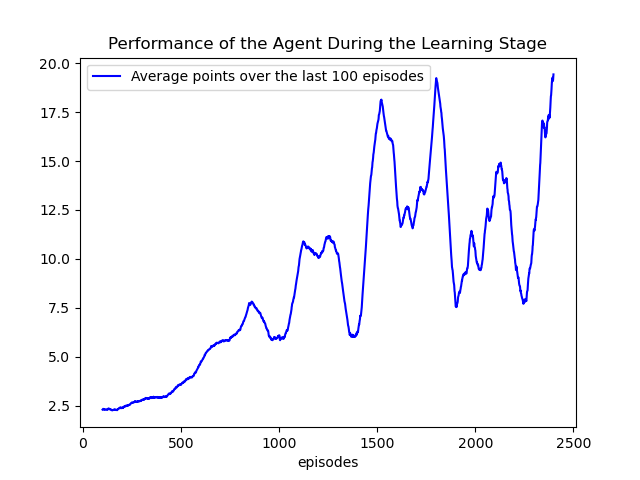 Performance of the Agent During the Learning Stage
Average points over the last 100 episodes
20.0
17.5
15.0
12.5
10.0
7.5
5.0
2.5
0 500 1000 1500 2000 2500
episodes